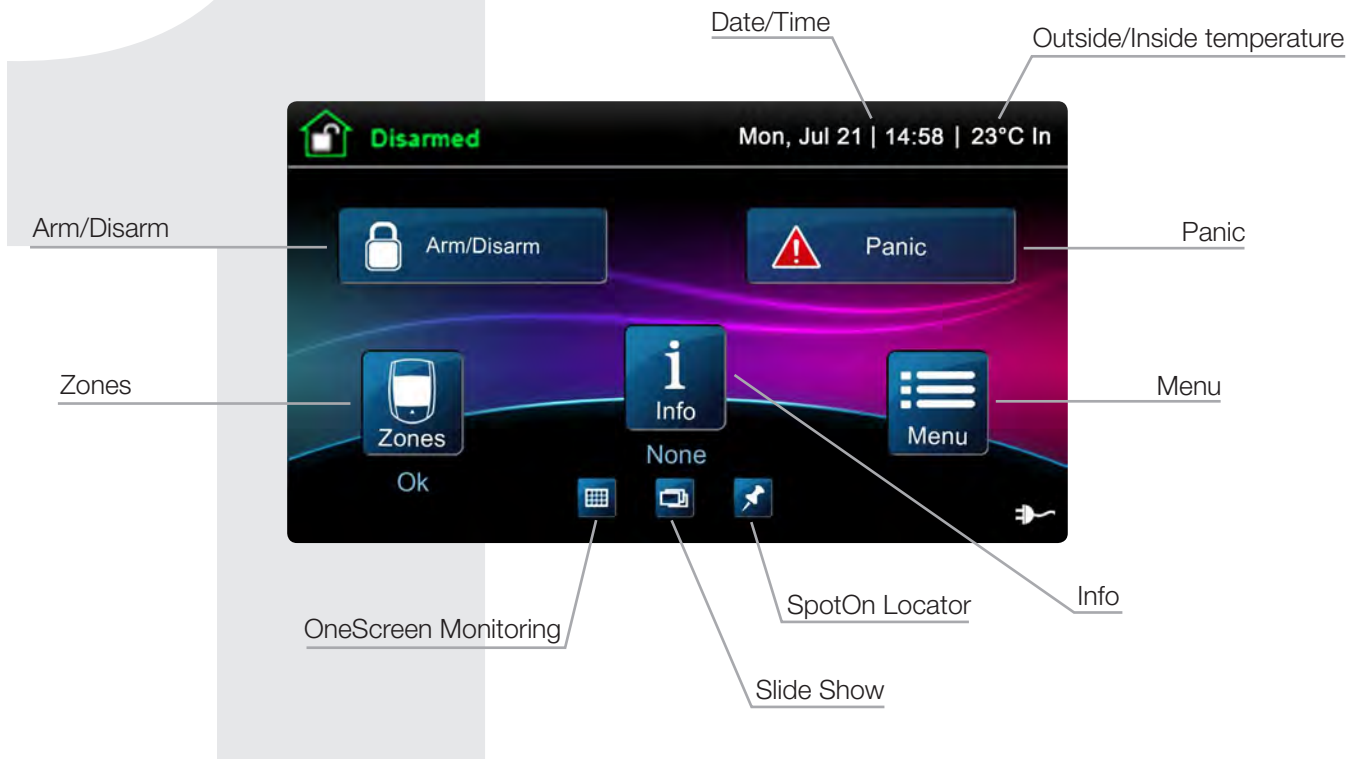 1
Date/Time
Outside/Inside temperature
Disarmed
Mon, Jul 21 | 14:58 | 23°C In
Arm/Disarm
Arm/Disarm
Panic
Panic
Zones
Zones
Ok
i
Info
None
Menu
Menu
OneScreen Monitoring
Slide Show
SpotOn Locator
Info